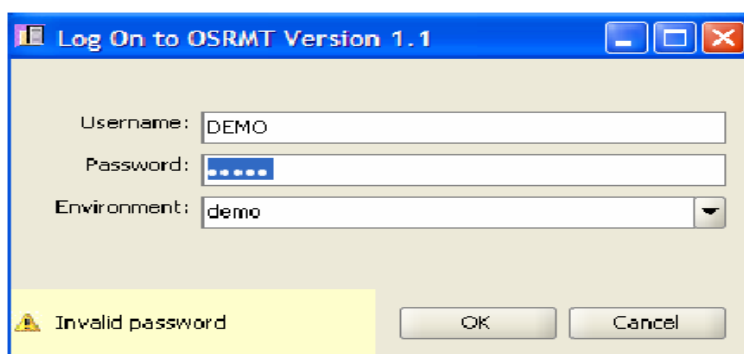 Log On to OSRMT Version 1.1
Username: DEMO
Password: •••••
Environment: demo
Invalid password OK Cancel